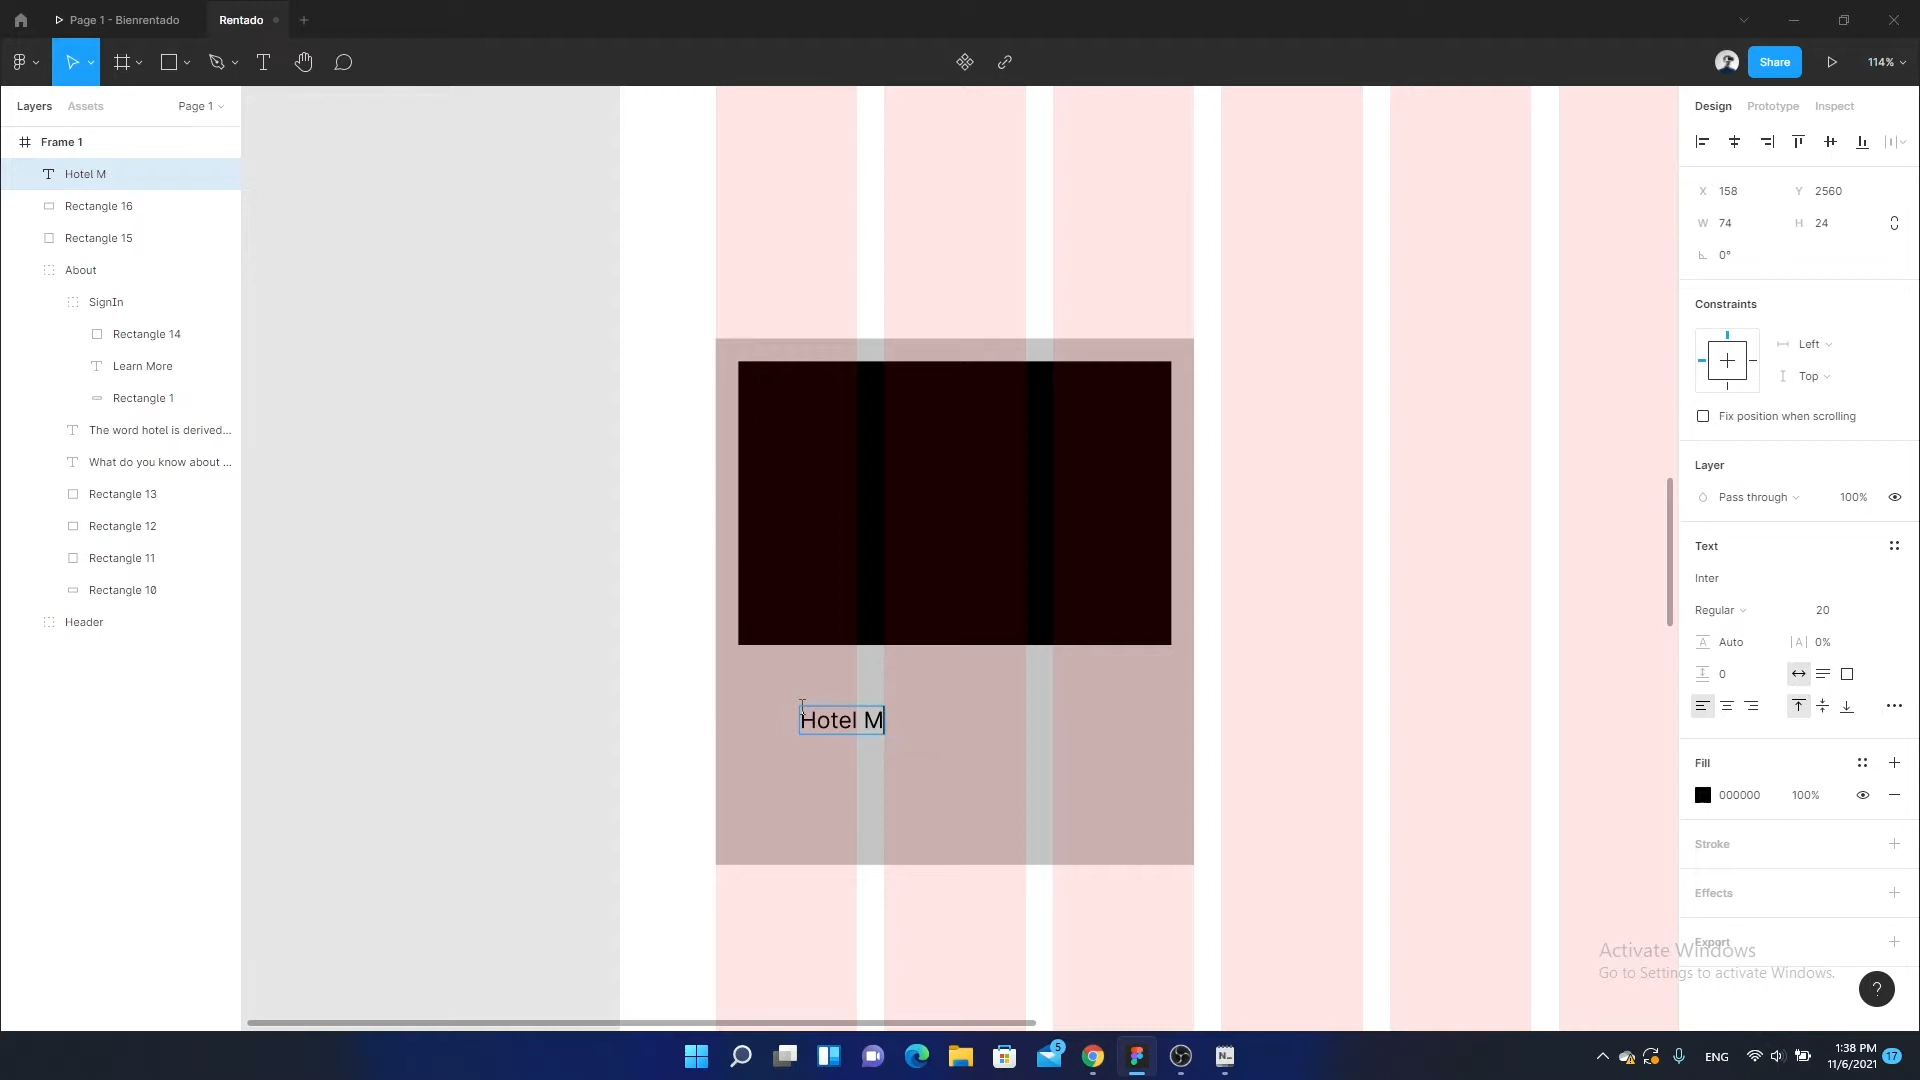 Page 1 - Bienrentado
Rentado
Share
114%
Layers
Assets
Page 1
Frame 1
Hotel M
Rectangle 16
Rectangle 15
About
SignIn
Rectangle 14
Learn More
Rectangle 1
The word hotel is derived...
What do you know about ...
Rectangle 13
Rectangle 12
Rectangle 11
Rectangle 10
Header
Hotel M
Design
Prototype
Inspect
X 158
Y 2560
W 74
H 24
0°
Constraints
Left
Top
Fix position when scrolling
Layer
Pass through
100%
Text
Inter
Regular
20
Auto
|A| 0%
0
Fill
000000
100%
Stroke
Effects
Export
Activate Windows
Go to Settings to activate Windows.
?
5
N
ENG
1:38 PM
11/6/2021
17